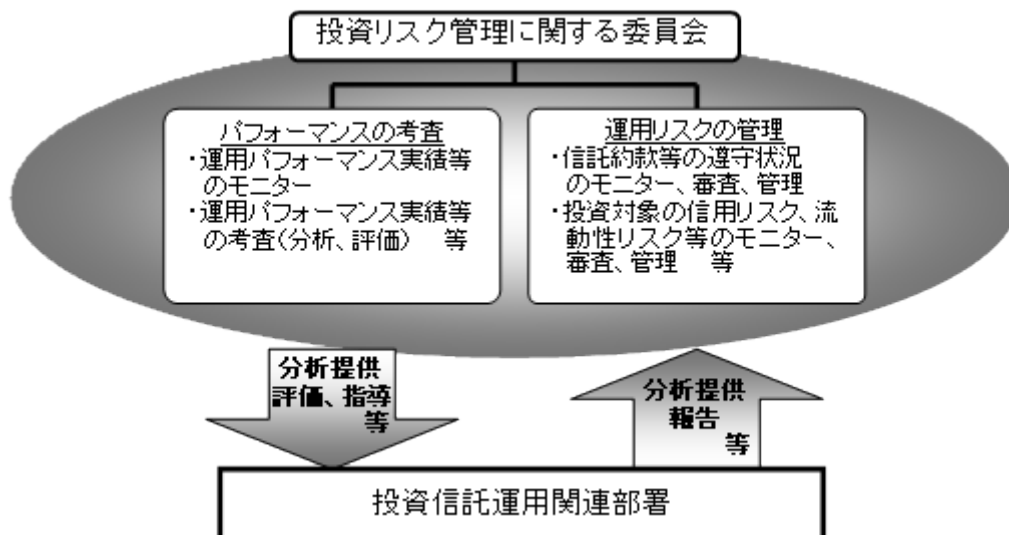 投資リスク管理に関する委員会
パフォーマンスの考査
・運用パフォーマンス実績等
のモニター
・運用パフォーマンス実績等
の考査(分析、評価) 等
運用リスクの管理
・信託約款等の遵守状況
のモニター、審査、管理
・投資対象の信用リスク、流
動性リスク等のモニター、
審査、管理 等
分析提供
評価、指導
等
分析提供
報告
等
投資信託運用関連部署